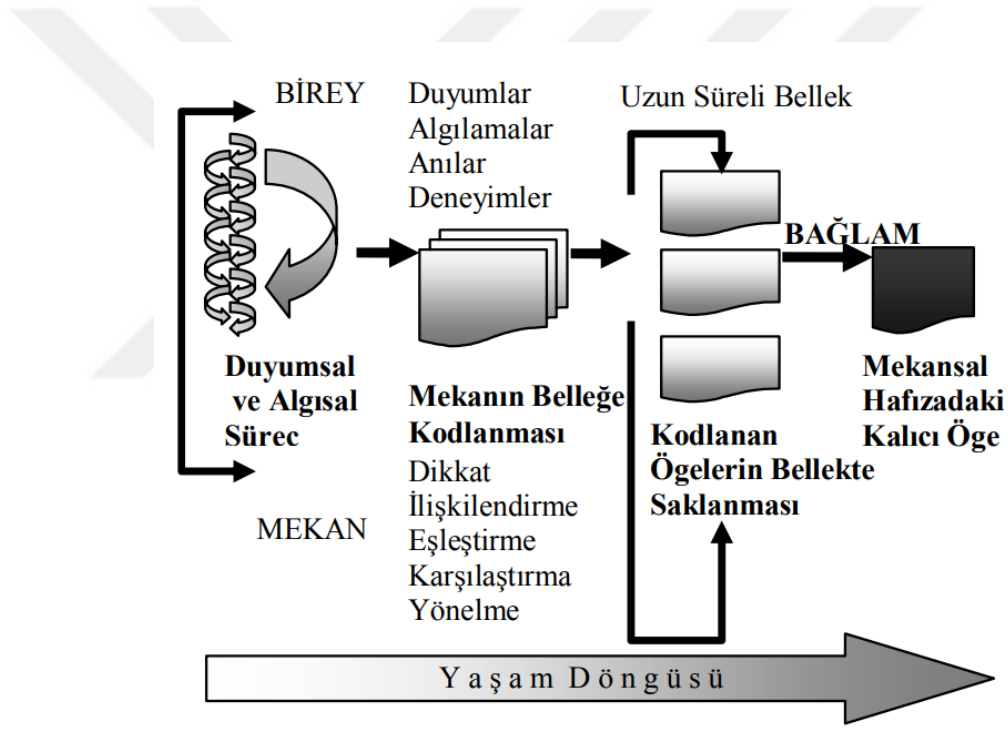 BİREY
Duyumlar
Algılamalar
Anılar
Deneyimler
Uzun Süreli Bellek
BAĞLAM
Duyumsal
ve Algısal
Sürec
Mekanın Belleğe
Kodlanması
Dikkat
İlişkilendirme
Eşleştirme
Karşılaştırma
Yönelme
Kodlanan
Ögelerin Bellekte
Saklanması
Mekansal
Hafızadaki
Kalıcı Öge
MEKAN
Yaşam Döngüsü